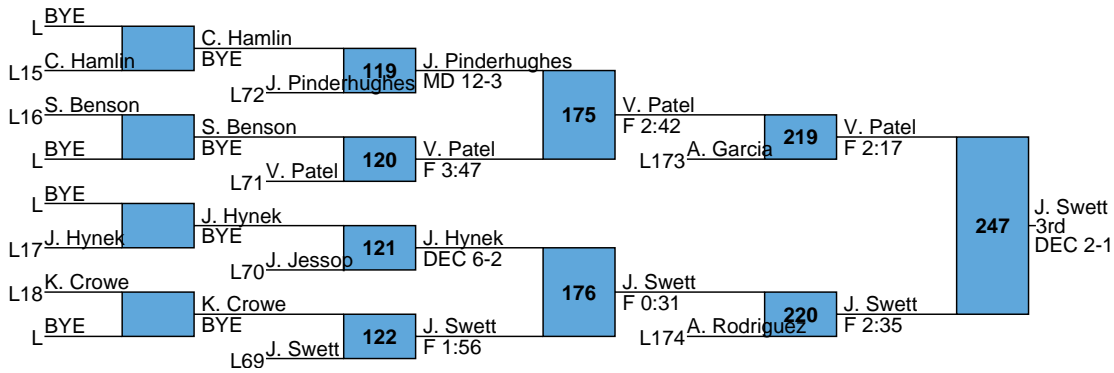 L BYE
L15 C. Hamlin
C. Hamlin
BYE
L72 J. Pinderhughes
119
J. Pinderhughes
MD 12-3
L16 S. Benson
L BYE
S. Benson
BYE
L71 V. Patel
120
V. Patel
F 3:47
175
V. Patel
F 2:42
L173 A. Garcia
219
V. Patel
F 2:17
L BYE
L17 J. Hynek
J. Hynek
BYE
L70 J. Jessop
121
J. Hynek
DEC 6-2
L18 K. Crowe
L BYE
K. Crowe
BYE
L69 J. Swett
122
J. Swett
F 1:56
176
J. Swett
F 0:31
L174 A. Rodriguez
220
J. Swett
F 2:35
247
J. Swett
3rd
DEC 2-1